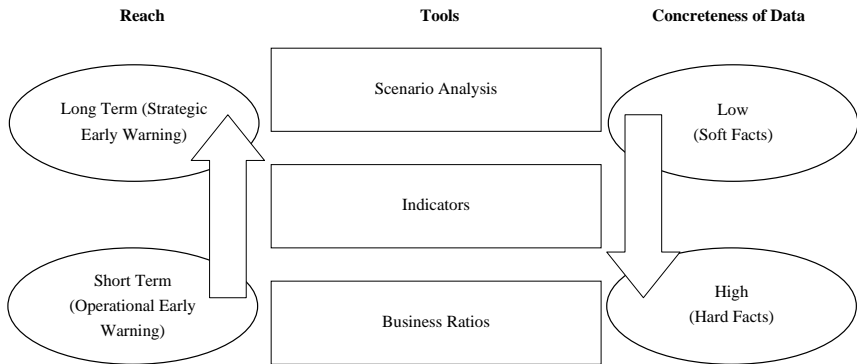 Reach
Tools
Concreteness of Data
Long Term (Strategic
Early Warning)
Scenario Analysis
Low
(Soft Facts)
Indicators
Short Term
(Operational Early
Warning)
Business Ratios
High
(Hard Facts)